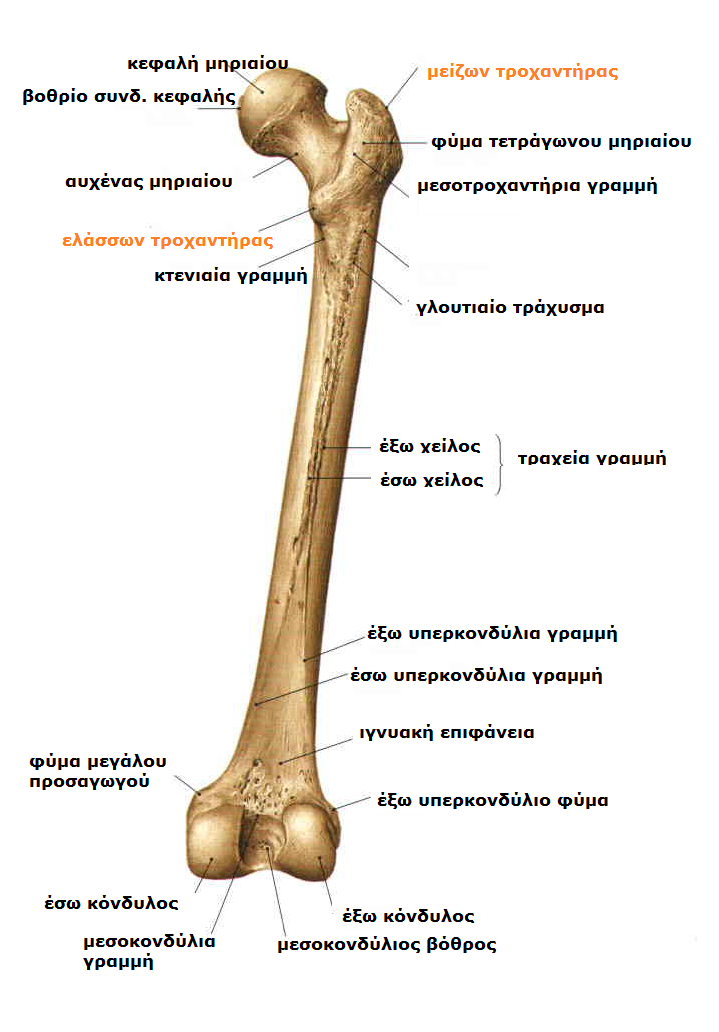 κεφαλή μηριαίου
μείζων τροχαντήρας
βοθρίο συνδ. κεφαλής
φύμα τετράγωνου μηριαίου
αυχένας μηριαίου
μεσοτροχαντήρια γραμμή
ελάσσων τροχαντήρας
κτενιαία γραμμή
γλουτιαίο τράχυσμα
έξω χείλος
τραχεία γραμμή
έσω χείλος
έξω υπερκονδύλια γραμμή
έσω υπερκονδύλια γραμμή
ιγνυακή επιφάνεια
φύμα μεγάλου
προσαγωγού
έξω υπερκονδύλιο φύμα
έσω κόνδυλος
έξω κόνδυλος
μεσοκονδύλια
γραμμή
μεσοκονδύλιος βόθρος